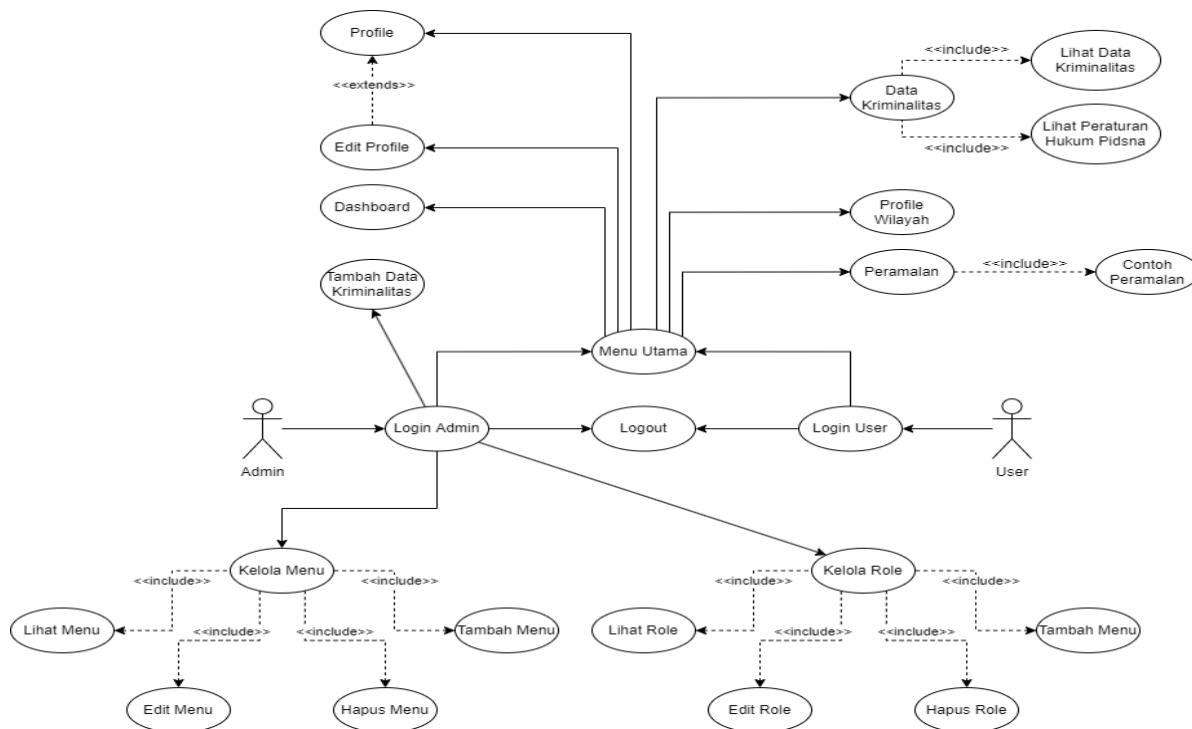 Profile
<<extends>>
Edit Profile
Dashboard
Tambah Data
Kriminalitas
<<include>>
Lihat Data
Kriminalitas
Data
Kriminalitas
Lihat Peraturan
Hukum Pidsna
<<include>>
Profile
Wilayah
Peramalan
<<include>>
Contoh
Peramalan
Menu Utama
Login Admin
Logout
Login User
Admin
User
Kelola Menu
<<include>>
<<include>>
Lihat Menu
<<include>>
<<include>>
Tambah Menu
Edit Menu
Hapus Menu
Kelola Role
<<include>>
<<include>>
Lihat Role
<<include>>
<<include>>
Tambah Menu
Edit Role
Hapus Role